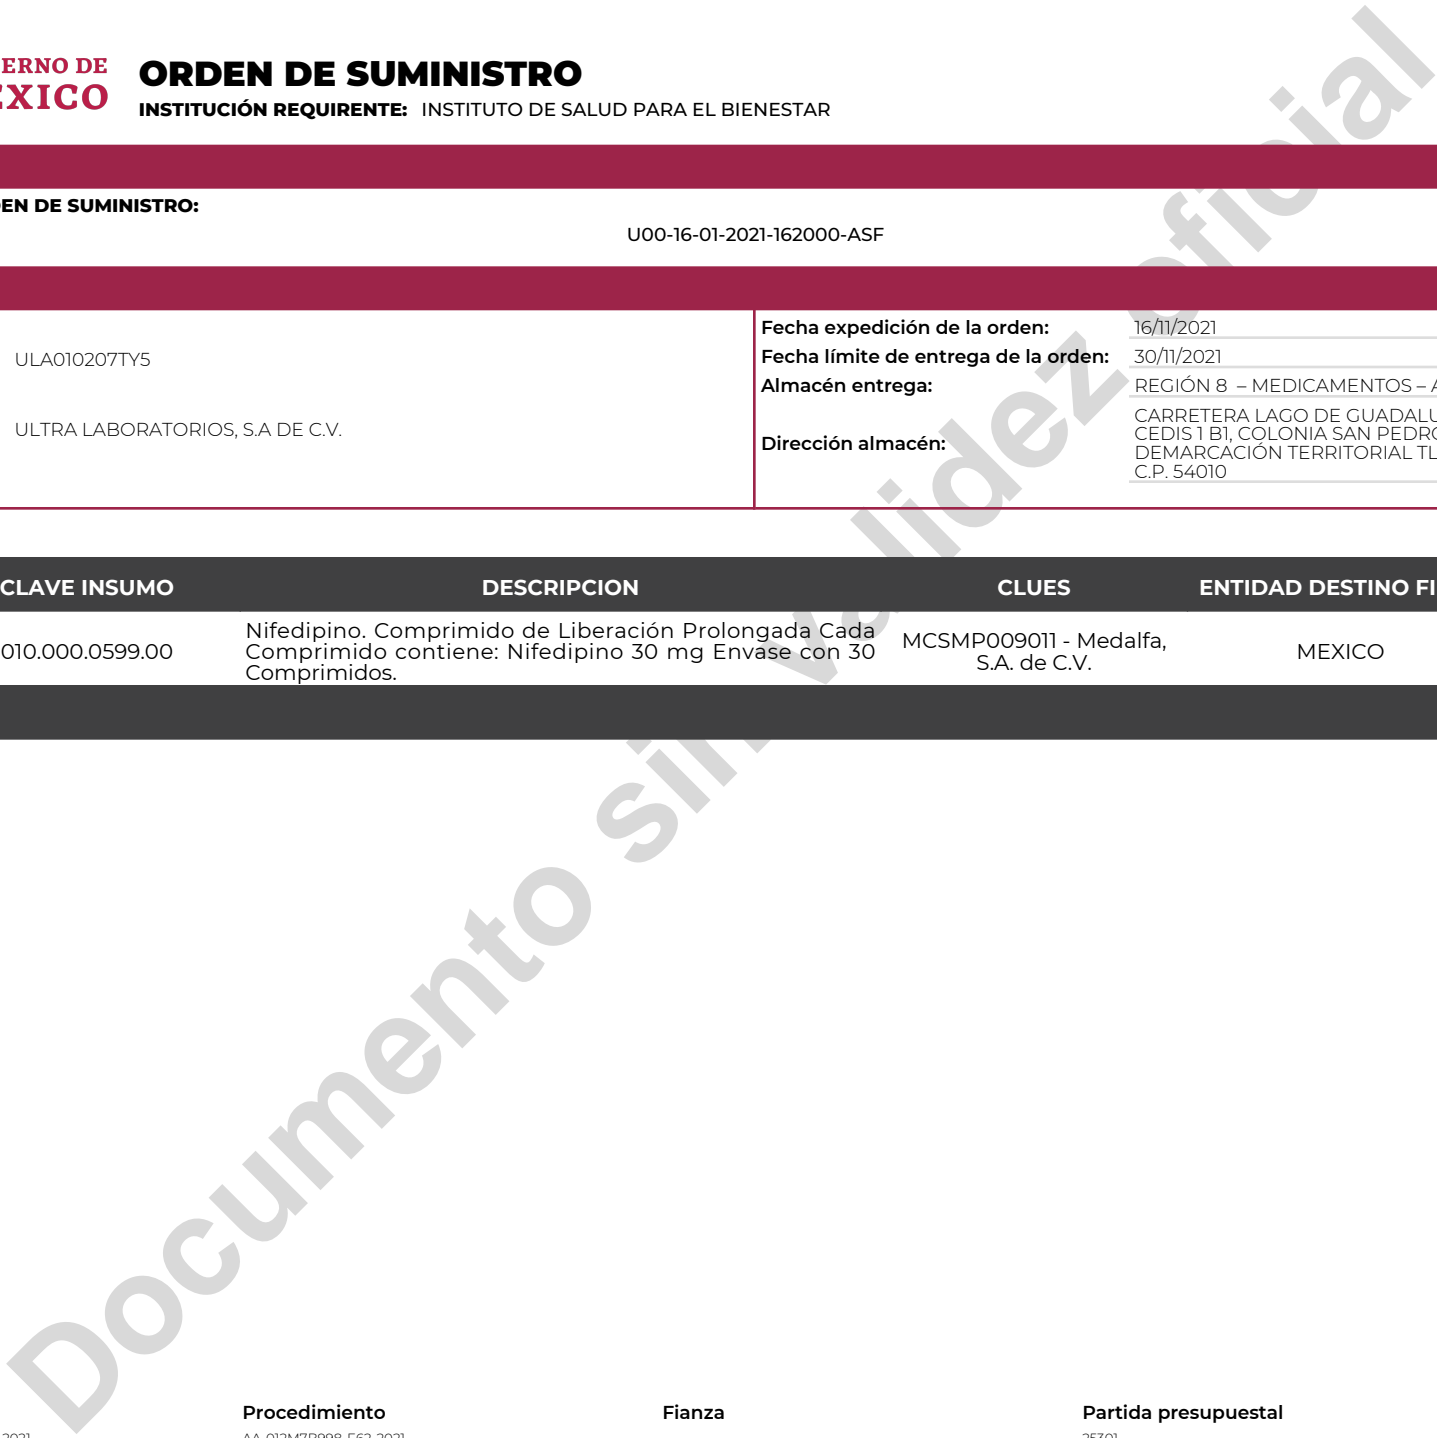 ERNO DE
ORDEN DE SUMINISTRO
EXICO
INSTITUCIÓN REQUIRENTE: INSTITUTO DE SALUD PARA EL BIENESTAR
EN DE SUMINISTRO:
U00-16-01-2021-162000-ASF
ULA010207TY5
ULTRA LABORATORIOS, S.A DE C.V.
Fecha expedición de la orden: 16/11/2021
Fecha límite de entrega de la orden: 30/11/2021
Almacén entrega: REGIÓN 8 – MEDICAMENTOS –
Dirección almacén:
CARRETERA LAGO DE GUADALU
CEDIS 1 B1, COLONIA SAN PEDRO
DEMARCACIÓN TERRITORIAL TL
C.P. 54010
CLAVE INSUMO DESCRIPCION CLUES ENTIDAD DESTINO FI
010.000.0599.00
Nifedipino. Comprimido de Liberación Prolongada Cada
Comprimido contiene: Nifedipino 30 mg Envase con 30
Comprimidos.
MCSMP009011 - Medalfa,
S.A. de C.V.
MEXICO
Documento sin validez oficial
Procedimiento Fianza Partida presupuestal